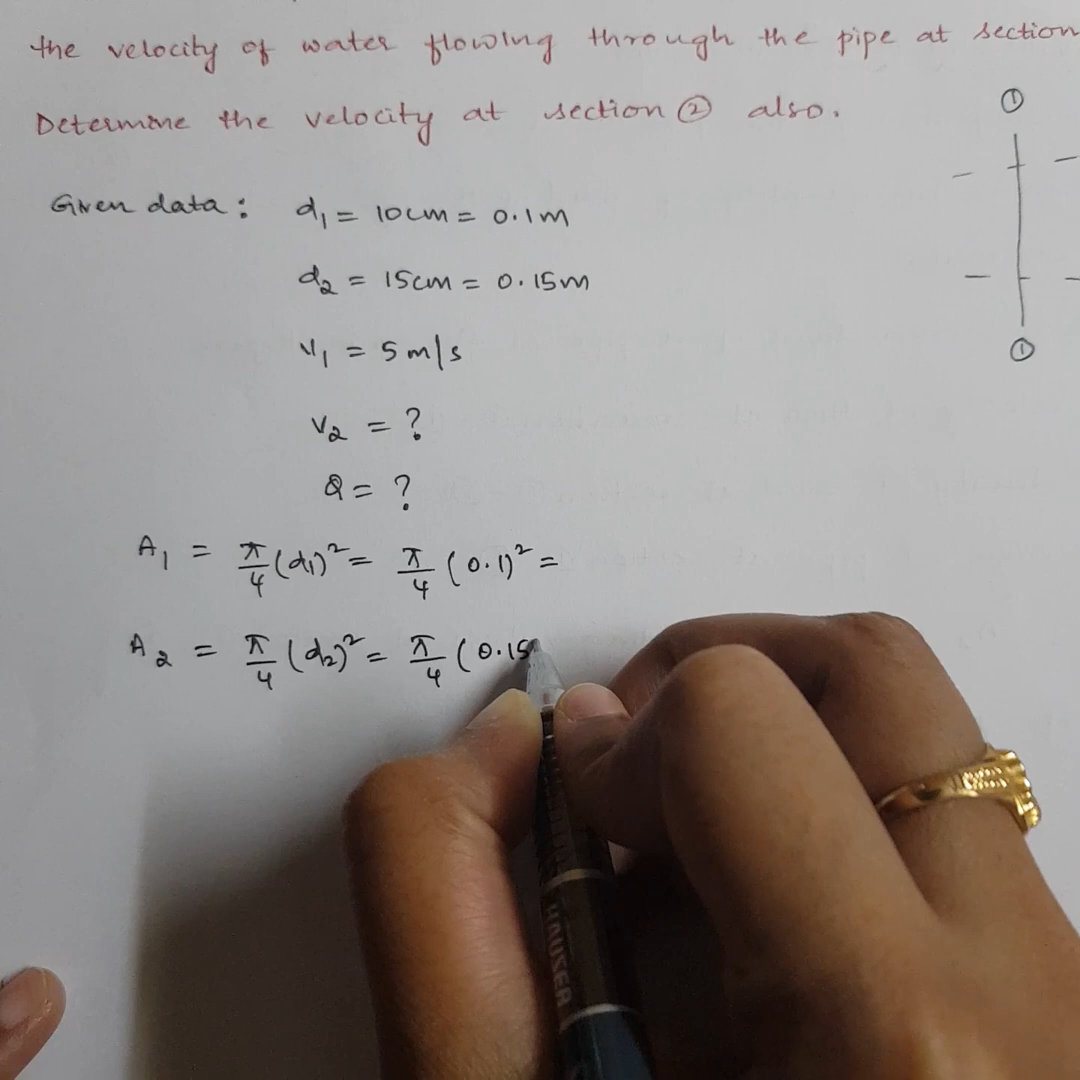 the velocity of water flowing through the pipe at section
Determine the velocity at section ② also.
①
Given data : d₁ = 10cm = 0.1m
d₂ = 15cm = 0.15m
V₁ = 5m/s
①
V₂ = ?
Q = ?
A₁ = π/4 (d₁)² = π/4 (0.1)² =
A₂ = π/4 (d₂)² = π/4 (0.15
HAUSER